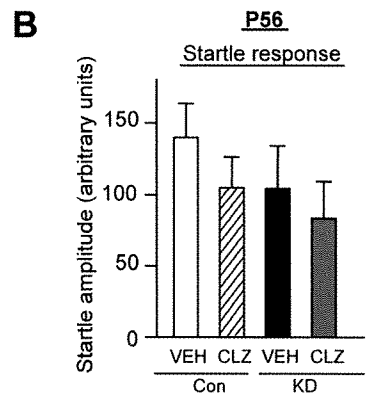 B
P56
Startle response
Startle amplitude (arbitrary units)
150
100
50
0
VEH CLZ VEH CLZ
Con KD